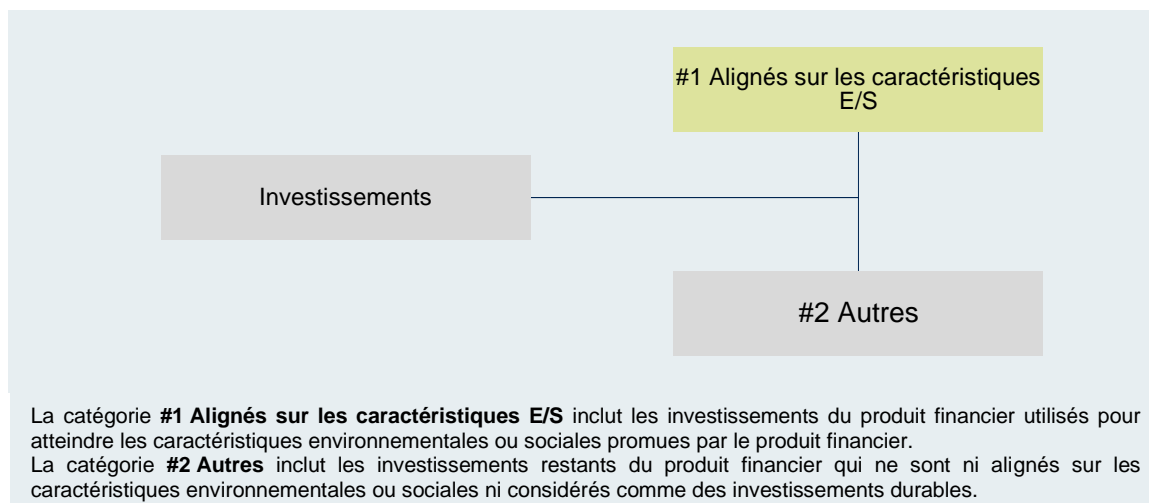 #1 Alignés sur les caractéristiques
E/S
Investissements
#2 Autres
La catégorie #1 Alignés sur les caractéristiques E/S inclut les investissements du produit financier utilisés pour
atteindre les caractéristiques environnementales ou sociales promues par le produit financier.
La catégorie #2 Autres inclut les investissements restants du produit financier qui ne sont ni alignés sur les
caractéristiques environnementales ou sociales ni considérés comme des investissements durables.